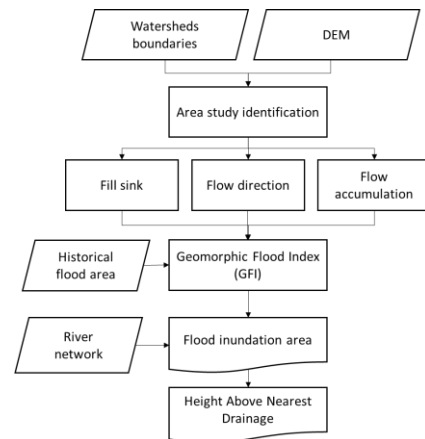 Watersheds
boundaries
DEM
Area study identification
Fill sink
Flow direction
Flow
accumulation
Historical
flood area
Geomorphic Flood Index
(GFI)
River
network
Flood inundation area
Height Above Nearest
Drainage